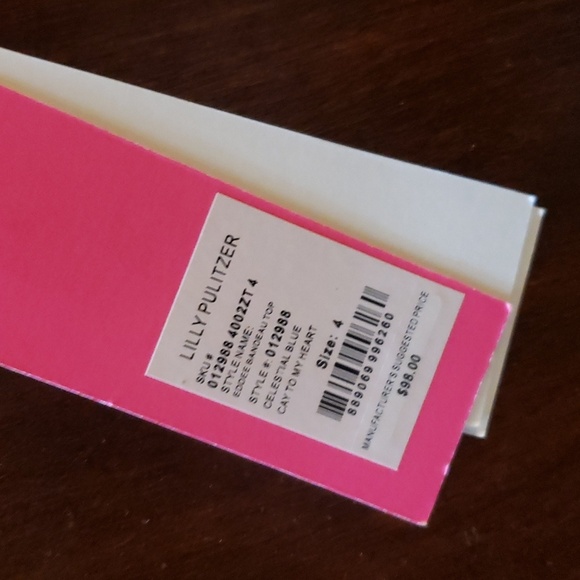 LILLY PULITZER
SKU #
012988 4002ZT 4
STYLE NAME:
EDDEE BANDEAU TOP
STYLE #: 012988
CELESTIAL BLUE
CAY TO MY HEART
Size: 4
889069 996260
MANUFACTURER'S SUGGESTED PRICE
$98.00